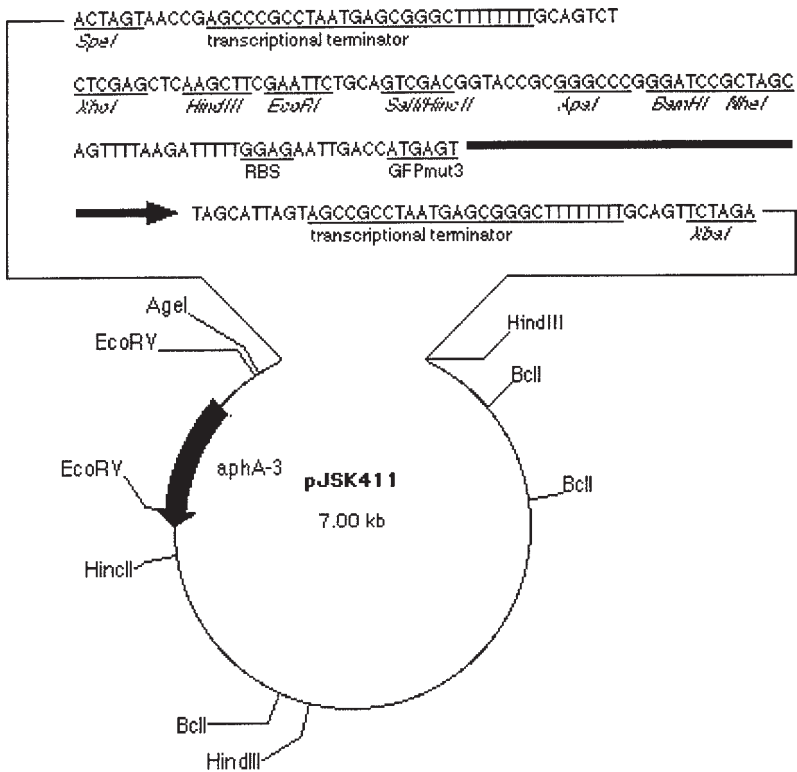 ACTAGTAACCGAGCCCGCCTAATGAGCGGGCTTTTTTTTGCAGTCT
SpeI transcriptional terminator
CTCGAGCTCAAGCTTCGAATTCTGCAGTCGACGGTACCGCGGGCCCGGGATCCGCTAGC
XhoI HindIII EcoRI SalI/HincII ApaI BamHI NheI
AGTTTTAAGATTTTTGGAGAATTGACCATGAGT
RBS GFPmut3
TAGCATTAGTAGCCGCCTAATGAGCGGGCTTTTTTTTGCAGTTCTAGA
transcriptional terminator XbaI
AgeI
HindIII
EcoRV
BclI
EcoRV
aphA-3
pJSK411
BclI
7.00 kb
HincII
BclI
HindIII